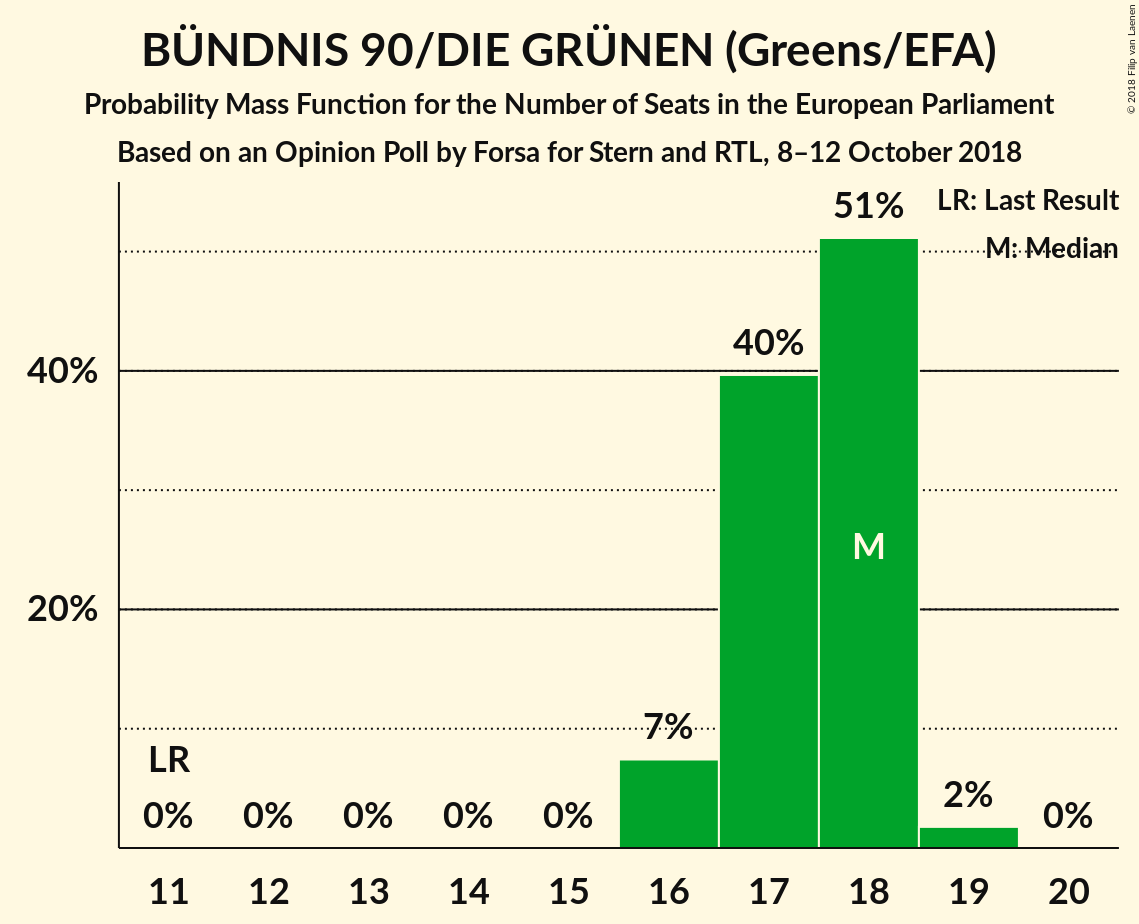 BÜNDNIS 90/DIE GRÜNEN (Greens/EFA)
Probability Mass Function for the Number of Seats in the European Parliament
Based on an Opinion Poll by Forsa for Stern and RTL, 8–12 October 2018
© 2018 Filip van Laenen
LR: Last Result
M: Median
51%
40%
40%
M
20%
7%
LR
2%
0% 0% 0% 0% 0% 0%
11 12 13 14 15 16 17 18 19 20